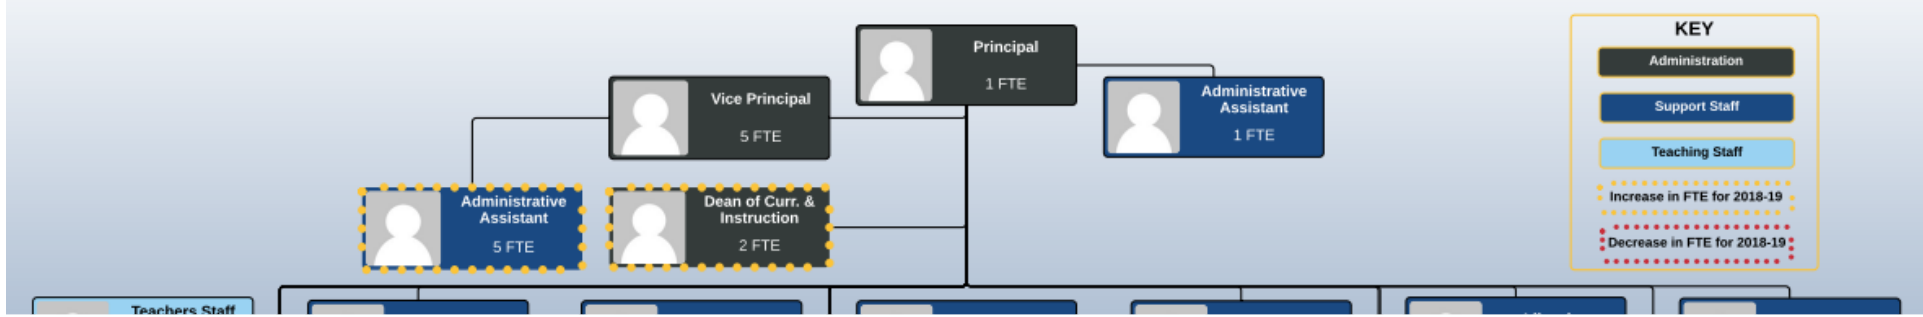 Principal
1 FTE
Vice Principal
5 FTE
Administrative
Assistant
1 FTE
Administrative
Assistant
5 FTE
Dean of Curr. &
Instruction
2 FTE
KEY
Administration
Support Staff
Teaching Staff
Increase in FTE for 2018-19
Decrease in FTE for 2018-19
Teachers Staff